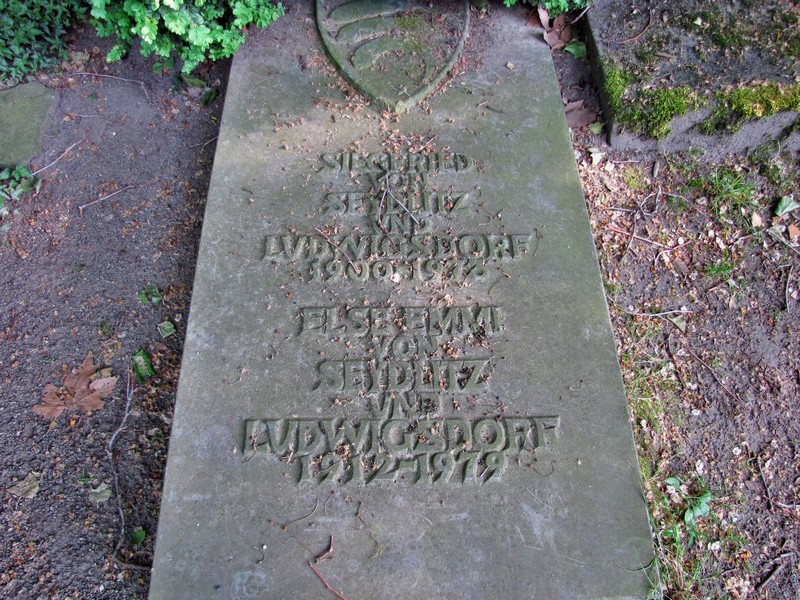 SIEGFRIED
VON
SEYDLITZ
UND
LUDWIGSDORF
ELSE EMMI
VON
SEYDLITZ
UND
LUDWIGSDORF
1912-1979